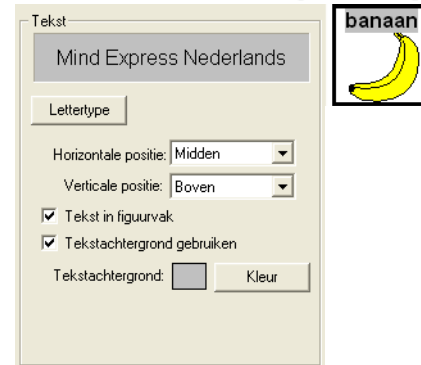 Tekst
Mind Express Nederlands
Lettertype
Horizontale positie: Midden
Verticale positie: Boven
Tekst in figuurvak
Tekstachtergrond gebruiken
Tekstachtergrond: Kleur
banaan